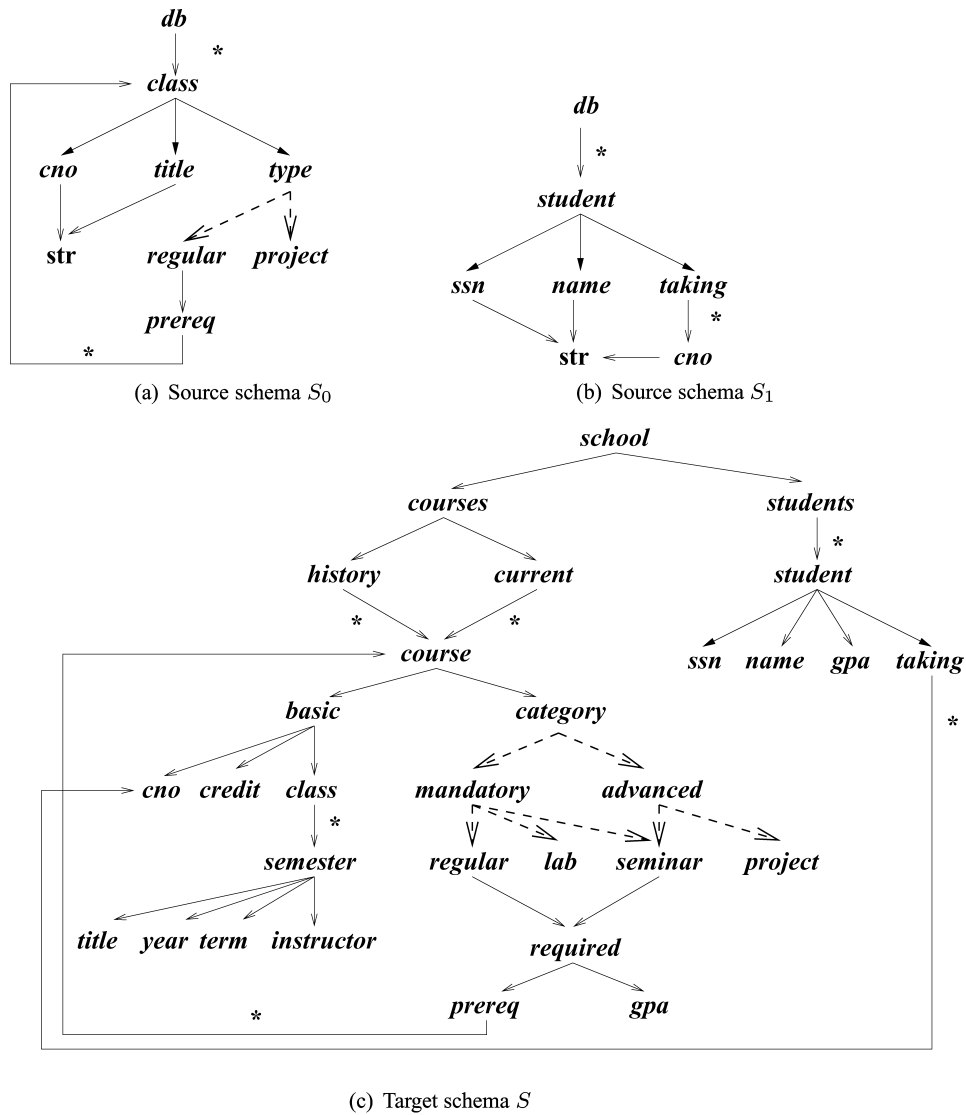 db
*
class
cno title type
str regular project
prereq
*
(a) Source schema S0
db
*
student
ssn name taking
*
str cno
(b) Source schema S1
school
courses students
*
history current student
* *
course ssn name gpa taking
basic category *
cno credit class mandatory advanced
*
semester regular lab seminar project
title year term instructor required
prereq gpa
*
(c) Target schema S